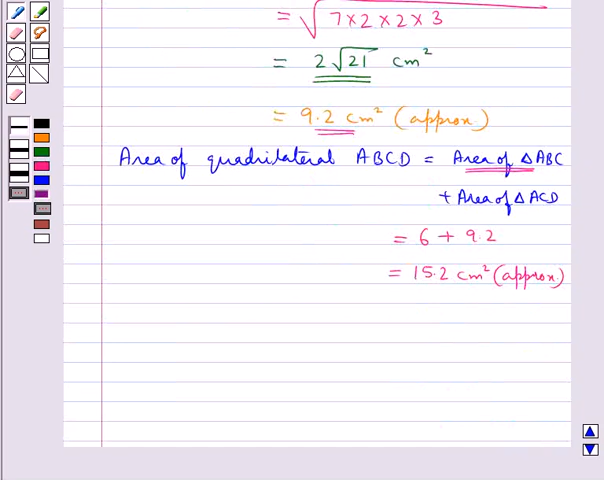 = √7×2×2×3
= 2√21 cm²
= 9.2 cm² (approx.)
Area of quadrilateral ABCD = Area of △ABC
+ Area of △ ACD
= 6 + 9.2
= 15.2 cm² (approx.)